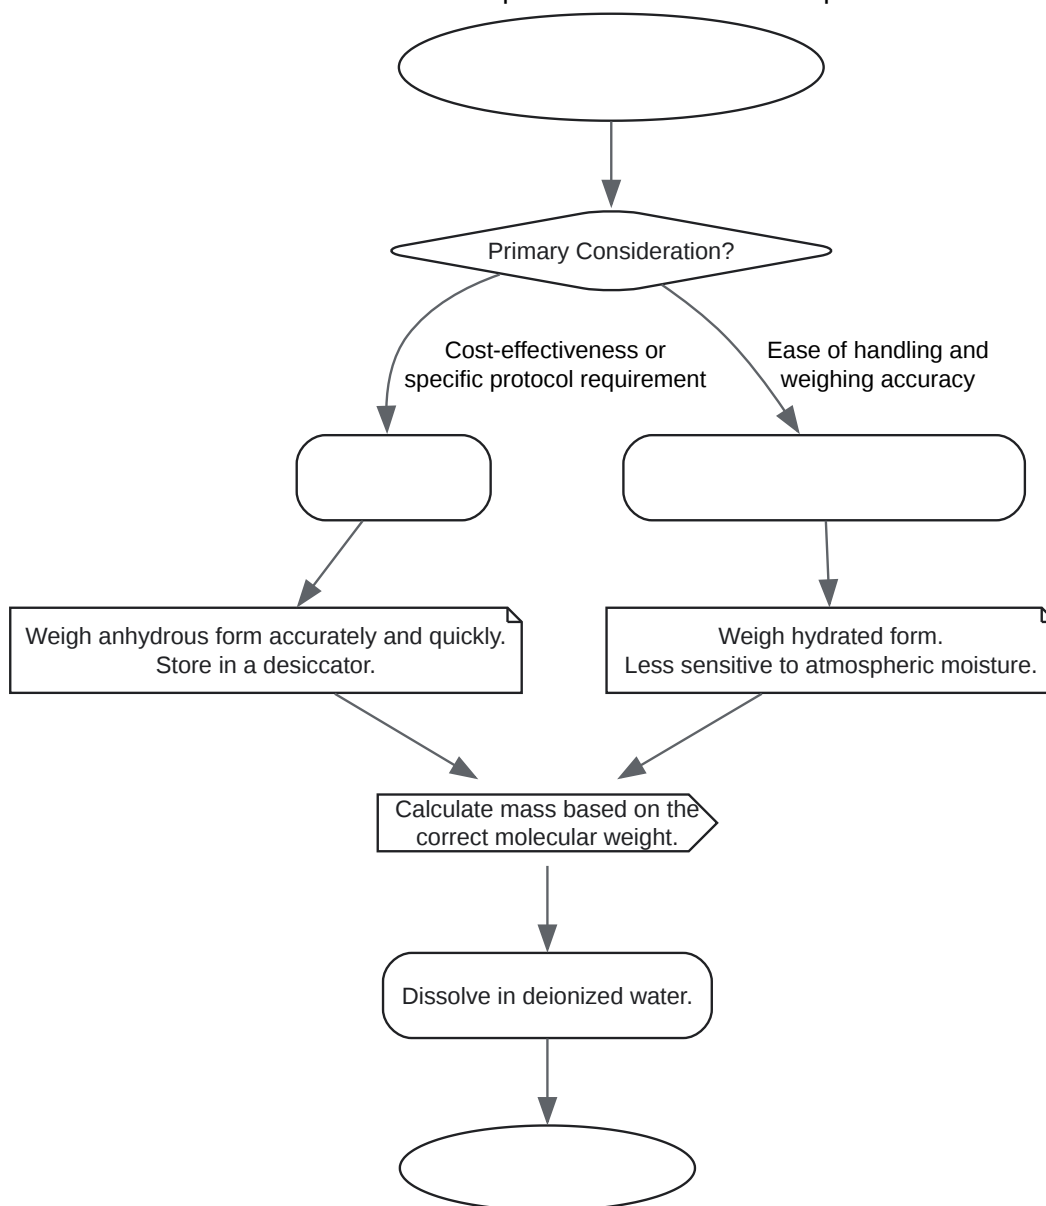 Primary Consideration?
Cost-effectiveness or
specific protocol requirement
Ease of handling and
weighing accuracy
Weigh anhydrous form accurately and quickly.
Store in a desiccator.
Weigh hydrated form.
Less sensitive to atmospheric moisture.
Calculate mass based on the
correct molecular weight.
Dissolve in deionized water.